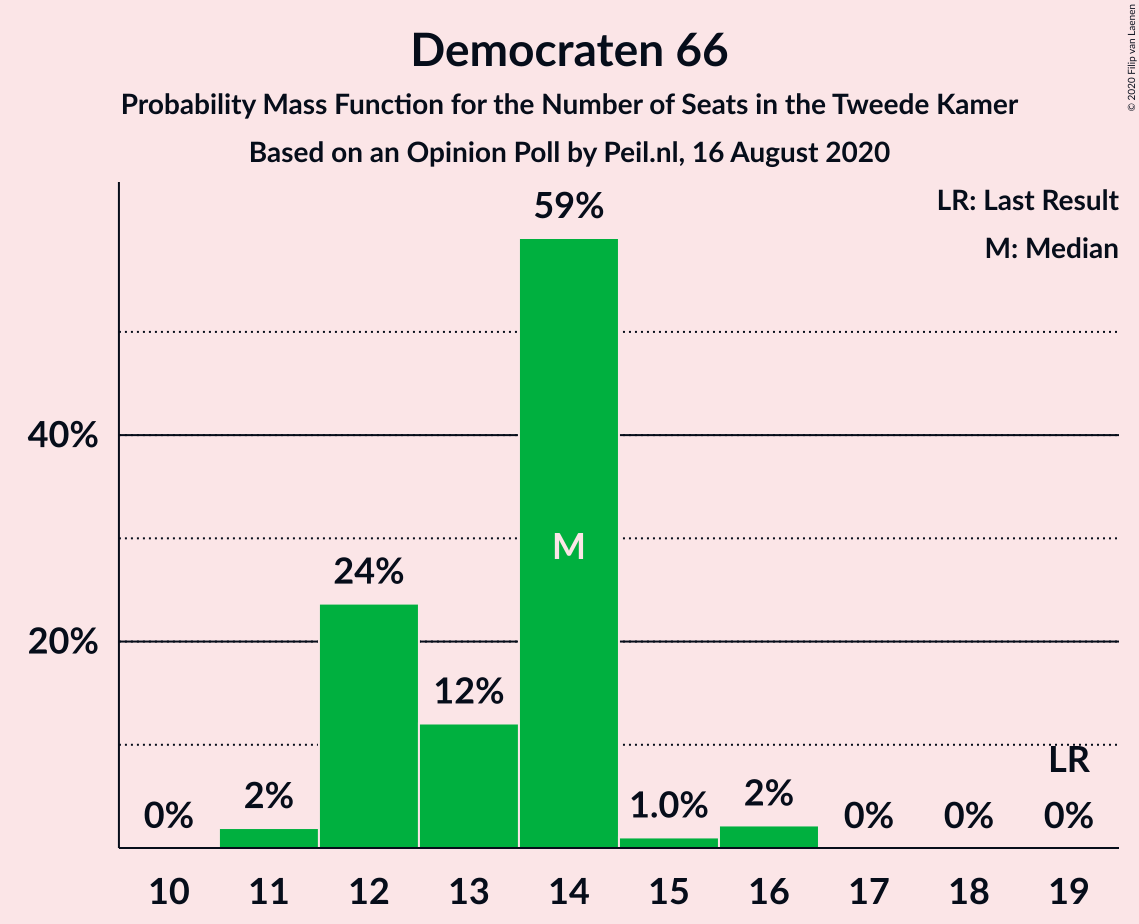 Democraten 66
Probability Mass Function for the Number of Seats in the Tweede Kamer
Based on an Opinion Poll by Peil.nl, 16 August 2020
© 2020 Filip van Laenen
LR: Last Result
M: Median
59%
40%
M
24%
20%
12%
LR
0% 2% 1.0% 2% 0% 0% 0%
10 11 12 13 14 15 16 17 18 19